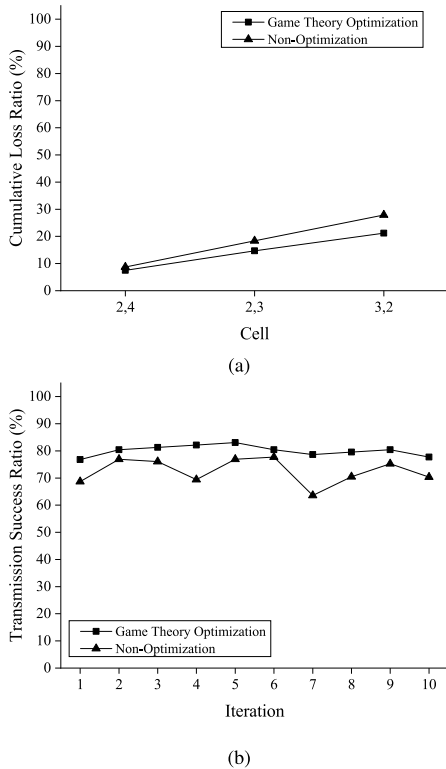 Cumulative Loss Ratio (%)
100
90
80
70
60
50
40
30
20
10
0
Game Theory Optimization
Non-Optimization
2,4 2,3 3,2
Cell
(a)
Transmission Success Ratio (%)
100
90
80
70
60
50
40
30
20
10
0
Game Theory Optimization
Non-Optimization
1 2 3 4 5 6 7 8 9 10
Iteration
(b)